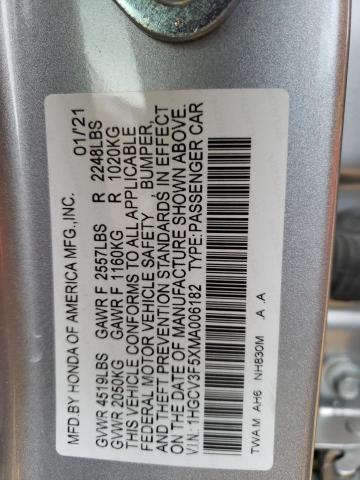 MFD.BY HONDA OF AMERICA MFG.,INC. 01/'21
GVWR 4519LBS GAWR F 2557LBS R 2248LBS
GVWR 2050KG GAWR F 1160KG R 1020KG
THIS VEHICLE CONFORMS TO ALL APPLICABLE
FEDERAL MOTOR VEHICLE SAFETY BUMPER,
AND THEFT PREVENTION STANDARDS IN EFFECT
ON THE DATE OF MANUFACTURE SHOWN ABOVE.
V.I.N.:1HGCV3F5XMA006182 TYPE:PASSENGER CAR
TWA M AH6 NH830M A .A